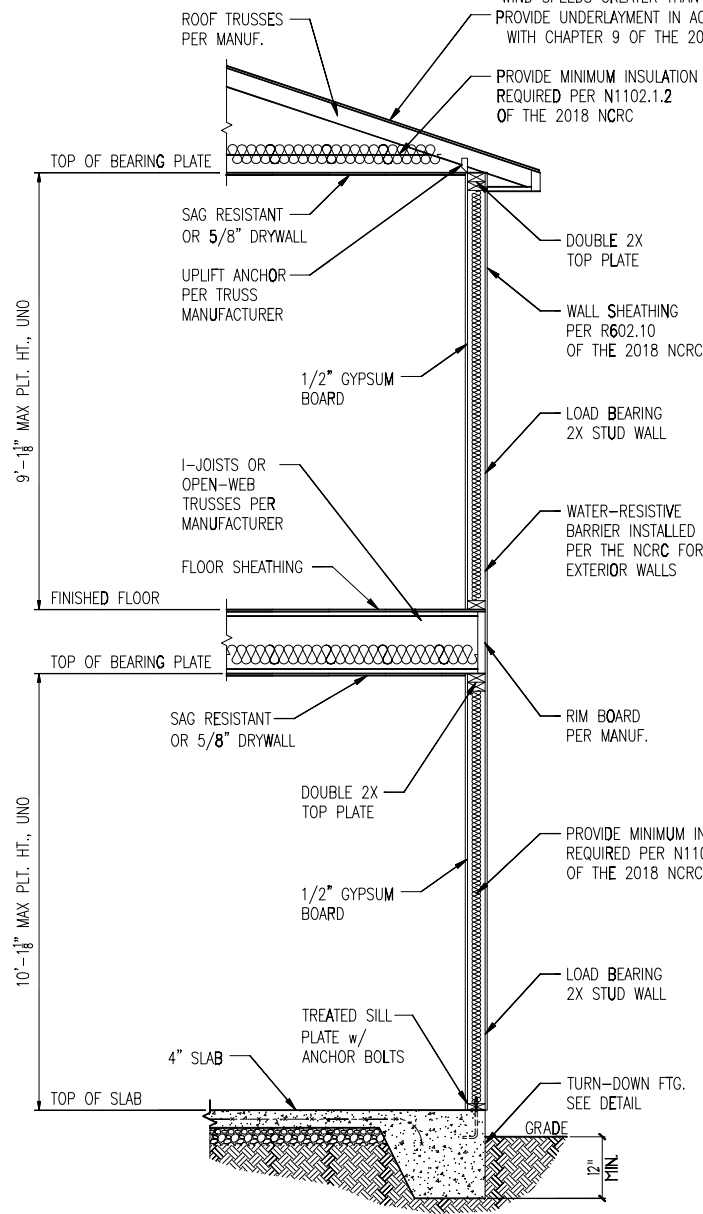 WIND SPEEDS GREATER THAN
PROVIDE UNDERLAYMENT IN
WITH CHAPTER 9 OF THE
ROOF TRUSSES
PER MANUF.
PROVIDE MINIMUM INSULATION
REQUIRED PER N1102.1.2
OF THE 2018 NCRC
TOP OF BEARING PLATE
SAG RESISTANT
OR 5/8" DRYWALL
DOUBLE 2X
TOP PLATE
UPLIFT ANCHOR
PER TRUSS
MANUFACTURER
WALL SHEATHING
PER R602.10
OF THE 2018 NCRC
1/2" GYPSUM
BOARD
9'-1 1/8" MAX PLT. HT., UNO
LOAD BEARING
2X STUD WALL
I-JOISTS OR
OPEN-WEB
TRUSSES PER
MANUFACTURER
WATER-RESISTIVE
BARRIER INSTALLED
PER THE NCRC FOR
EXTERIOR WALLS
FLOOR SHEATHING
FINISHED FLOOR
TOP OF BEARING PLATE
SAG RESISTANT
OR 5/8" DRYWALL
RIM BOARD
PER MANUF.
DOUBLE 2X
TOP PLATE
PROVIDE MINIMUM
REQUIRED PER
OF THE 2018 NCRC
1/2" GYPSUM
BOARD
10'-1 1/8" MAX PLT. HT., UNO
LOAD BEARING
2X STUD WALL
TREATED SILL
PLATE w/
ANCHOR BOLTS
4" SLAB
TOP OF SLAB
TURN-DOWN FTG.
SEE DETAIL
GRADE
12"
MIN.